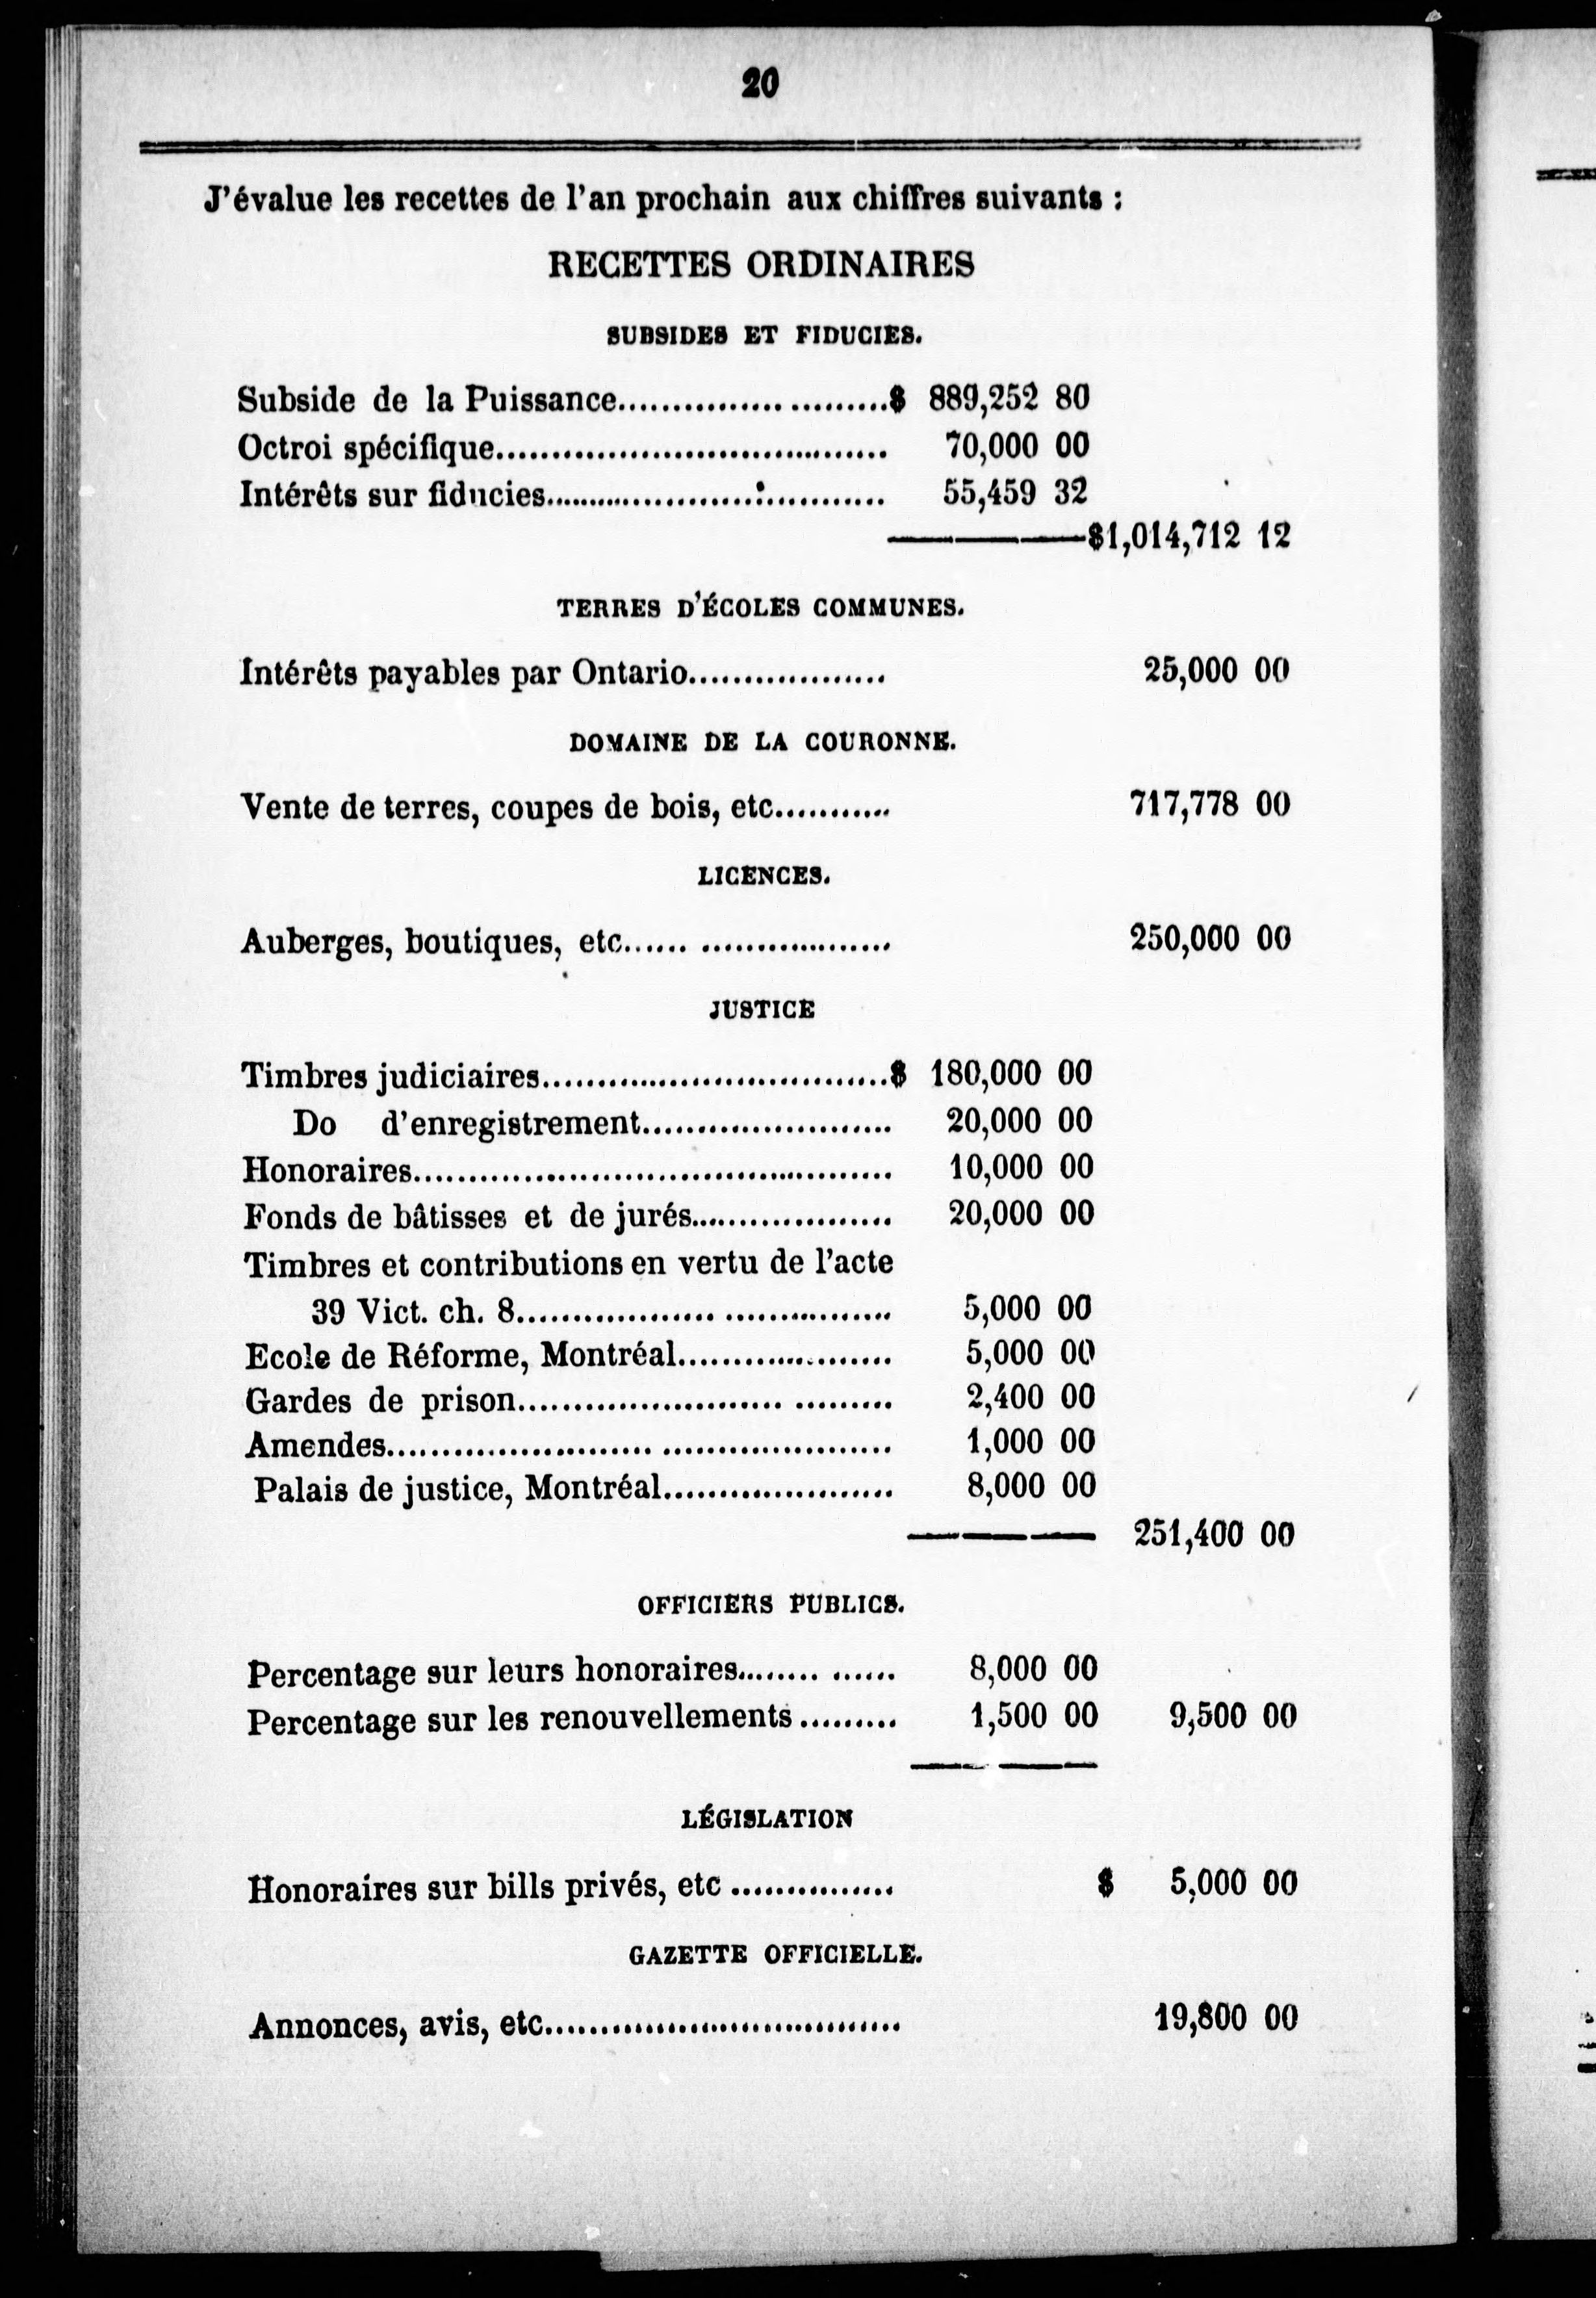 20
J'évalue les recettes de l'an prochain aux chiffres suivants :
RECETTES ORDINAIRES
SUBSIDES ET FIDUCIES.
Subside de la Puissance.........................$ 889,252 80
Octroi spécifique................................... 70,000 00
Intérêts sur fiducies............................... 55,459 32
————$1,014,712 12
TERRES D'ÉCOLES COMMUNES.
Intérêts payables par Ontario.................. 25,000 00
DOMAINE DE LA COURONNE.
Vente de terres, coupes de bois, etc........... 717,778 00
LICENCES.
Auberges, boutiques, etc...... ................. 250,000 00
JUSTICE
Timbres judiciaires................................$ 180,000 00
Do d'enregistrement....................... 20,000 00
Honoraires............................................ 10,000 00
Fonds de bâtisses et de jurés.................. 20,000 00
Timbres et contributions en vertu de l'acte
39 Vict. ch. 8.................. ............... 5,000 00
Ecole de Réforme, Montréal.................... 5,000 00
Gardes de prison........................ ......... 2,400 00
Amendes........................ ..................... 1,000 00
Palais de justice, Montréal..................... 8,000 00
——— 251,400 00
OFFICIERS PUBLICS.
Percentage sur leurs honoraires........ ...... 8,000 00
Percentage sur les renouvellements ......... 1,500 00 9,500 00
LÉGISLATION
Honoraires sur bills privés, etc ............... $ 5,000 00
GAZETTE OFFICIELLE.
Annonces, avis, etc................................. 19,800 00